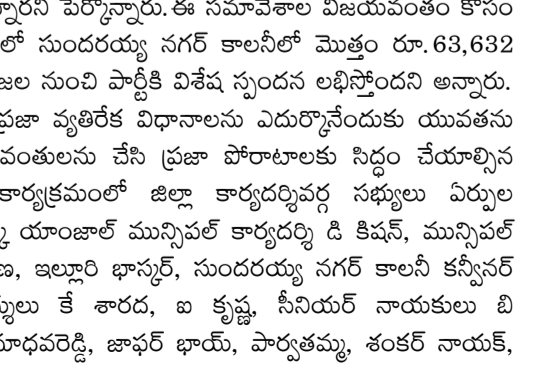 న్నారని పేర్కొన్నారు. ఈ సమావేశాల విజయవంతం కోసం
లో సుందరయ్య నగర్ కాలనీలో మొత్తం రూ. 63,632
జల నుంచి పార్టీకి విశేష స్పందన లభిస్తోందని అన్నారు.
ప్రజా వ్యతిరేక విధానాలను ఎదుర్కొనేందుకు యువతను
వంతులను చేసి ప్రజా పోరాటాలకు సిద్ధం చేయాల్సిన
కార్యక్రమంలో జిల్లా కార్యదర్శివర్గ సభ్యులు ఏర్పుల
యాంజాల్ మున్సిపల్ కార్యదర్శి డి కిషన్, మున్సిపల్
ణ, ఇల్లూరి భాస్కర్, సుందరయ్య నగర్ కాలనీ కన్వీనర్
ర్శులు కే శారద, ఐ కృష్ణ, సీనియర్ నాయకులు బి
మాధవరెడ్డి, జాఫర్ భాయ్, పార్వతమ్మ, శంకర్ నాయక్,